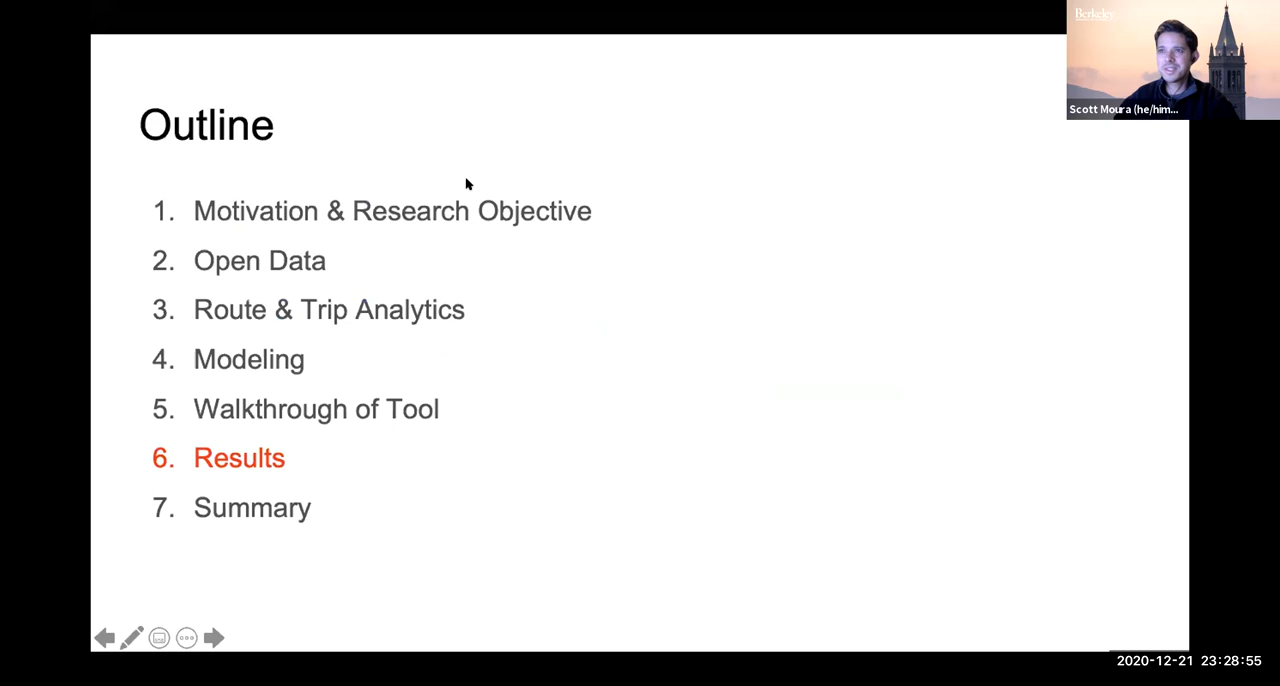 Berkeley
Scott Moura (he/him...
Outline
1. Motivation & Research Objective
2. Open Data
3. Route & Trip Analytics
4. Modeling
5. Walkthrough of Tool
6. Results
7. Summary
2020-12-21 23:28:55